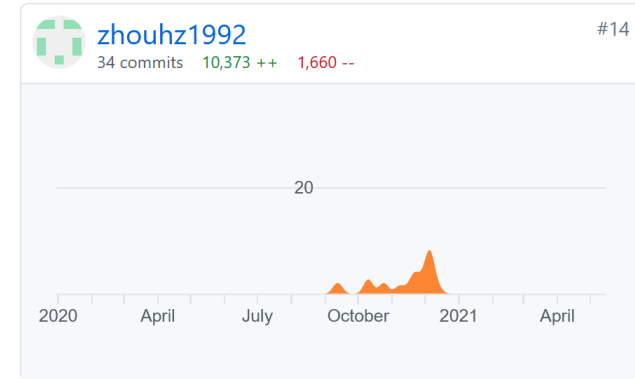 zhouhz1992
#14
34 commits 10,373 ++ 1,660 --
20
2020 April July October 2021 April